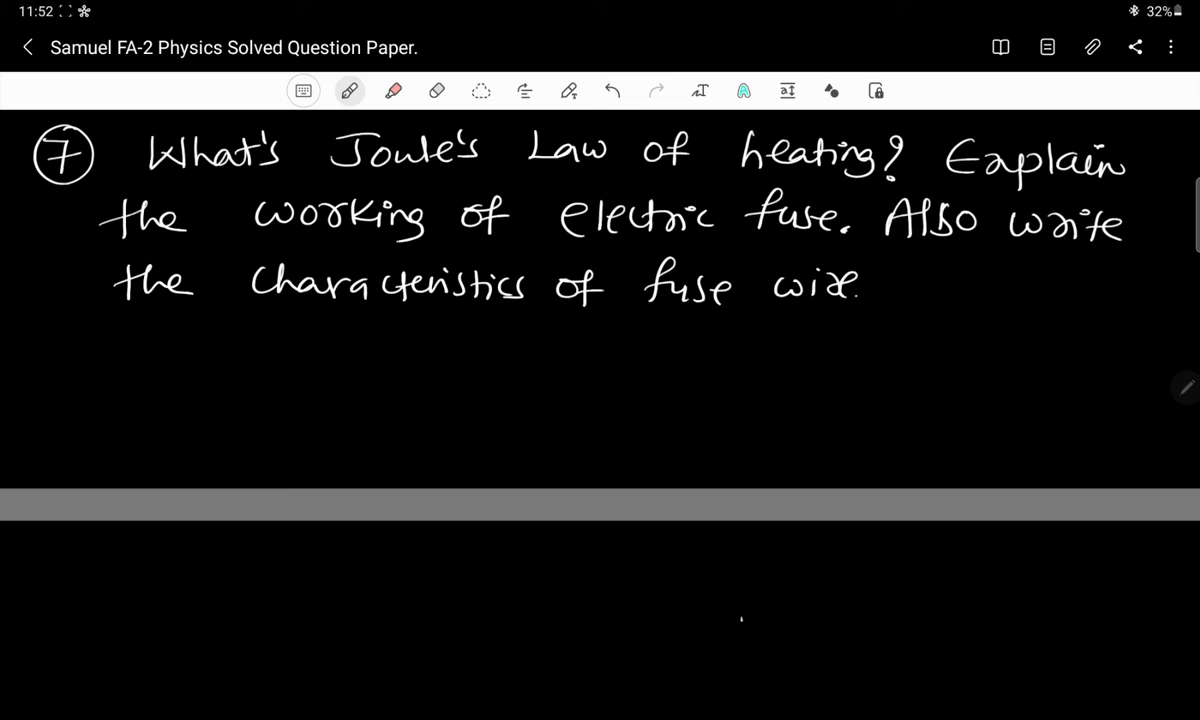 11:52
32%
Samuel FA-2 Physics Solved Question Paper.
7 What's Joule's Law of heating? Explain
the working of electric fuse. Also write
the characteristics of fuse wire.